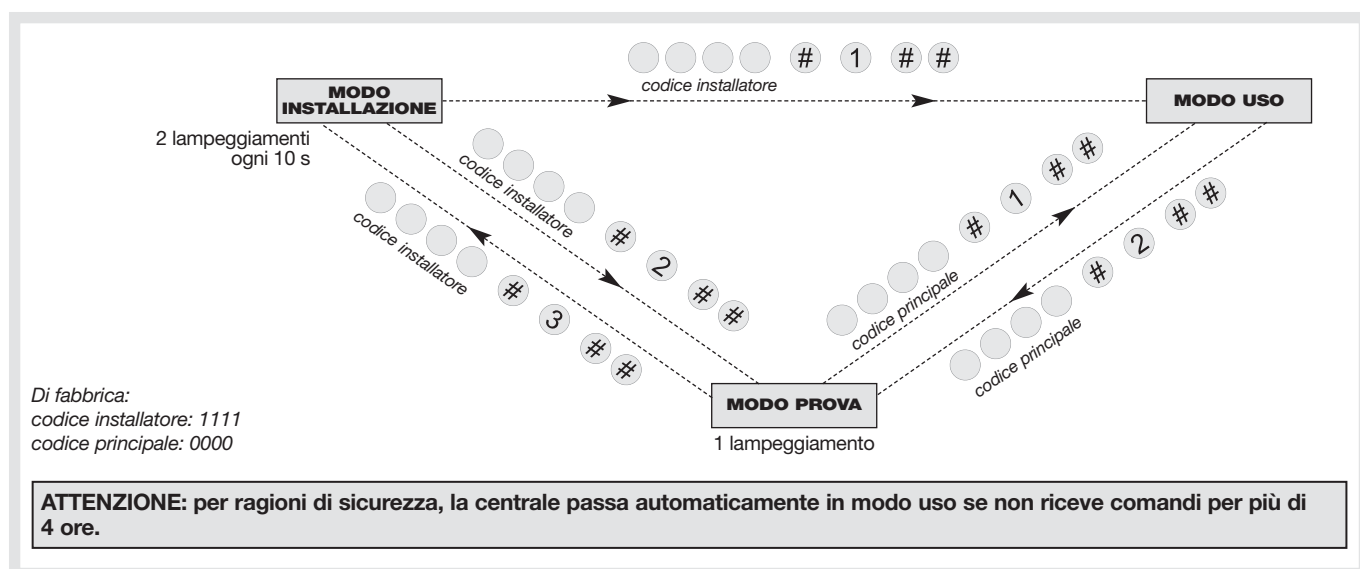 # 1 # #
codice installatore
MODO
INSTALLAZIONE
MODO USO
2 lampeggiamenti
ogni 10 s
codice installatore
# 2 # #
codice installatore
# 3 # #
# 1 # #
codice principale
# 2 # #
codice principale
MODO PROVA
1 lampeggiamento
Di fabbrica:
codice installatore: 1111
codice principale: 0000
ATTENZIONE: per ragioni di sicurezza, la centrale passa automaticamente in modo uso se non riceve comandi per più di
4 ore.